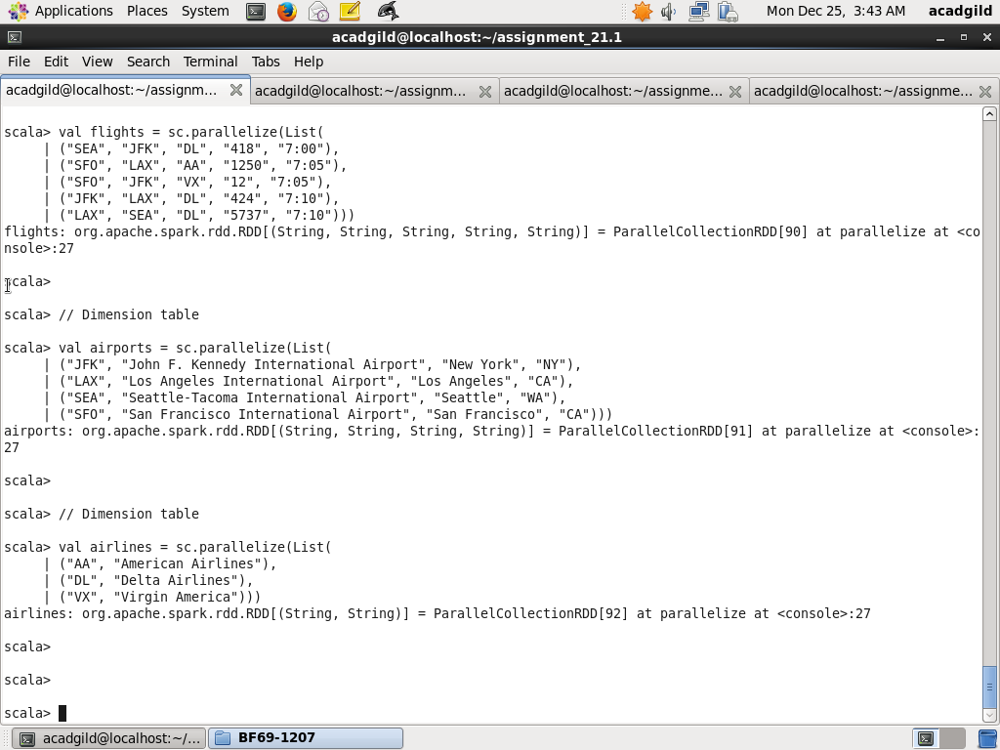 Applications Places System Mon Dec 25, 3:43 AM acadgild
acadgild@localhost:~/assignment_21.1
File Edit View Search Terminal Tabs Help
acadgild@localhost:~/assignm... acadgild@localhost:~/assignm... acadgild@localhost:~/assignme... acadgild@localhost:~/assignme...
scala> val flights = sc.parallelize(List(
     | ("SEA", "JFK", "DL", "418", "7:00"),
     | ("SFO", "LAX", "AA", "1250", "7:05"),
     | ("SFO", "JFK", "VX", "12", "7:05"),
     | ("JFK", "LAX", "DL", "424", "7:10"),
     | ("LAX", "SEA", "DL", "5737", "7:10")))
flights: org.apache.spark.rdd.RDD[(String, String, String, String, String)] = ParallelCollectionRDD[90] at parallelize at <co
nsole>:27
scala>
scala> // Dimension table
scala> val airports = sc.parallelize(List(
     | ("JFK", "John F. Kennedy International Airport", "New York", "NY"),
     | ("LAX", "Los Angeles International Airport", "Los Angeles", "CA"),
     | ("SEA", "Seattle-Tacoma International Airport", "Seattle", "WA"),
     | ("SFO", "San Francisco International Airport", "San Francisco", "CA")))
airports: org.apache.spark.rdd.RDD[(String, String, String, String)] = ParallelCollectionRDD[91] at parallelize at <console>:
27
scala>
scala> // Dimension table
scala> val airlines = sc.parallelize(List(
     | ("AA", "American Airlines"),
     | ("DL", "Delta Airlines"),
     | ("VX", "Virgin America")))
airlines: org.apache.spark.rdd.RDD[(String, String)] = ParallelCollectionRDD[92] at parallelize at <console>:27
scala>
scala>
scala>
acadgild@localhost:~/... BF69-1207